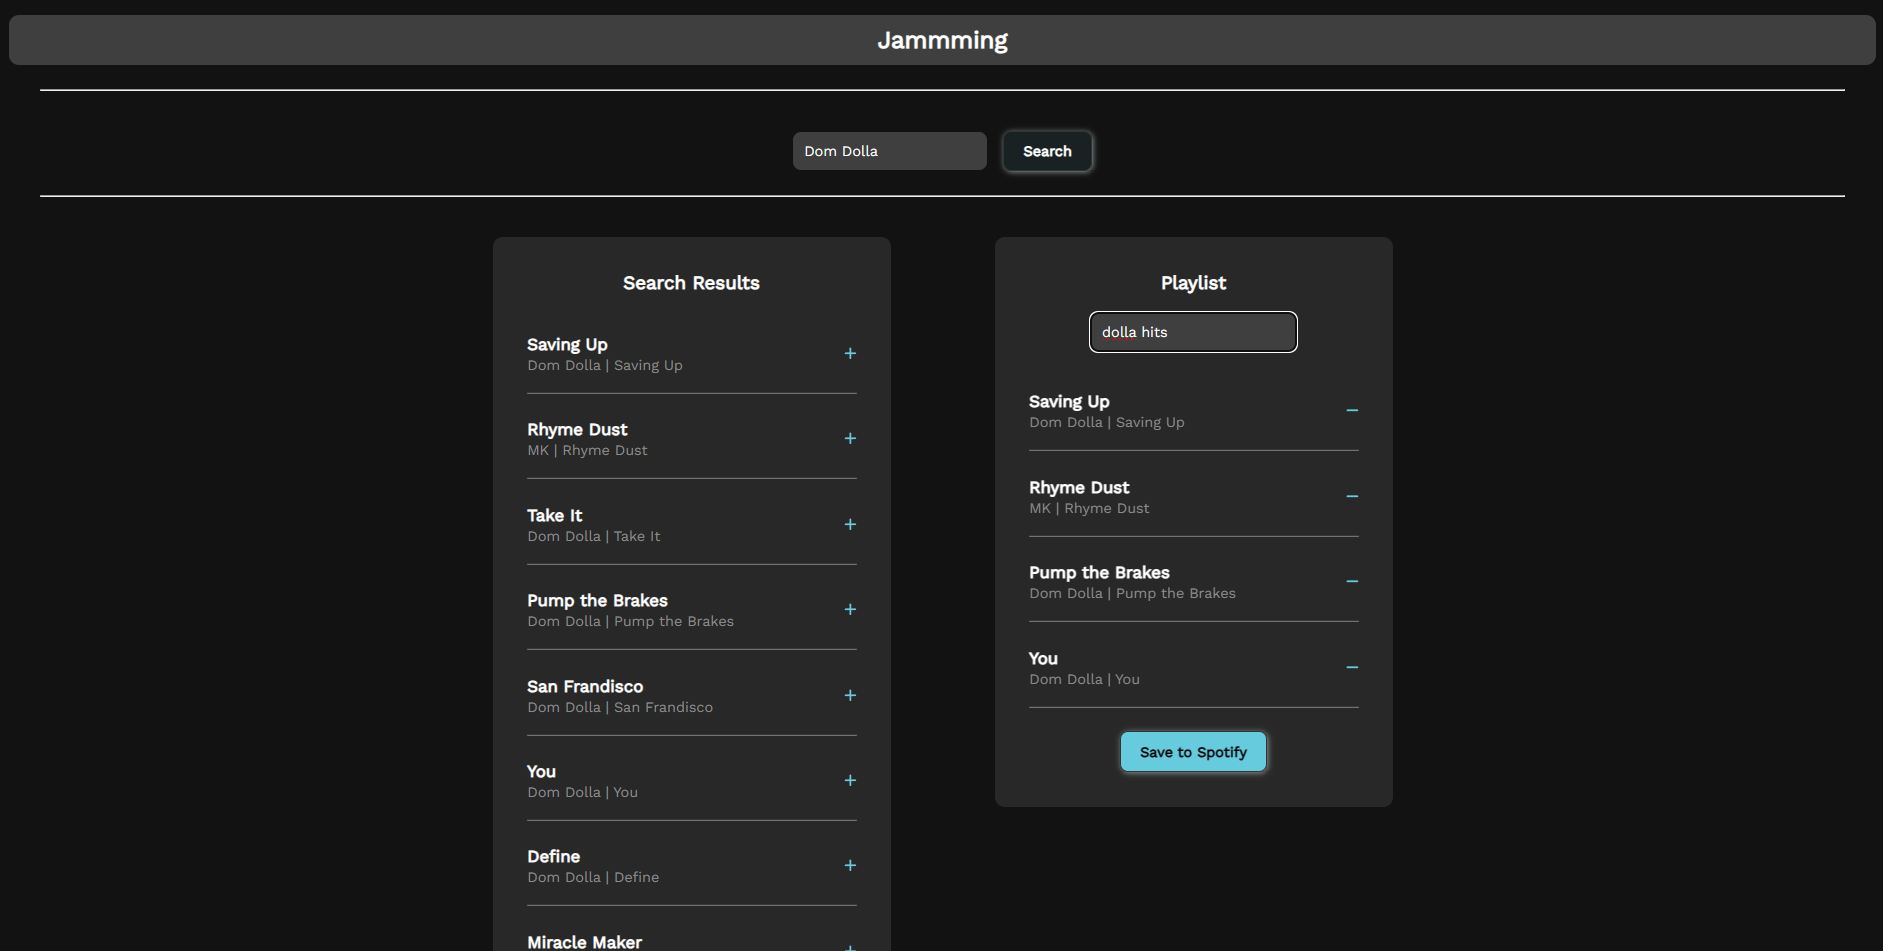 Jammming
Dom Dolla
Search
Search Results
Saving Up
Dom Dolla | Saving Up
+
Rhyme Dust
MK | Rhyme Dust
+
Take It
Dom Dolla | Take It
+
Pump the Brakes
Dom Dolla | Pump the Brakes
+
San Frandisco
Dom Dolla | San Frandisco
+
You
Dom Dolla | You
+
Define
Dom Dolla | Define
+
Miracle Maker
+
Playlist
dolla hits
Saving Up
Dom Dolla | Saving Up
−
Rhyme Dust
MK | Rhyme Dust
−
Pump the Brakes
Dom Dolla | Pump the Brakes
−
You
Dom Dolla | You
−
Save to Spotify